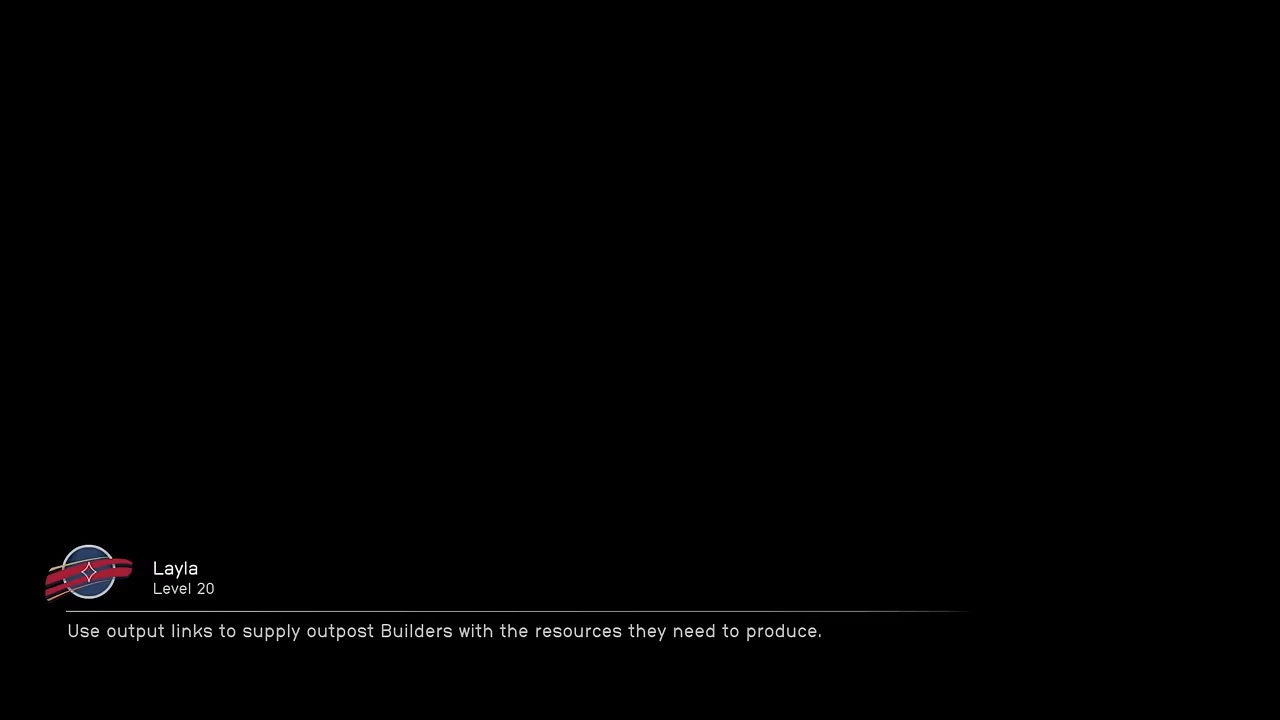 Layla
Level 20
Use output links to supply outpost Builders with the resources they need to produce.